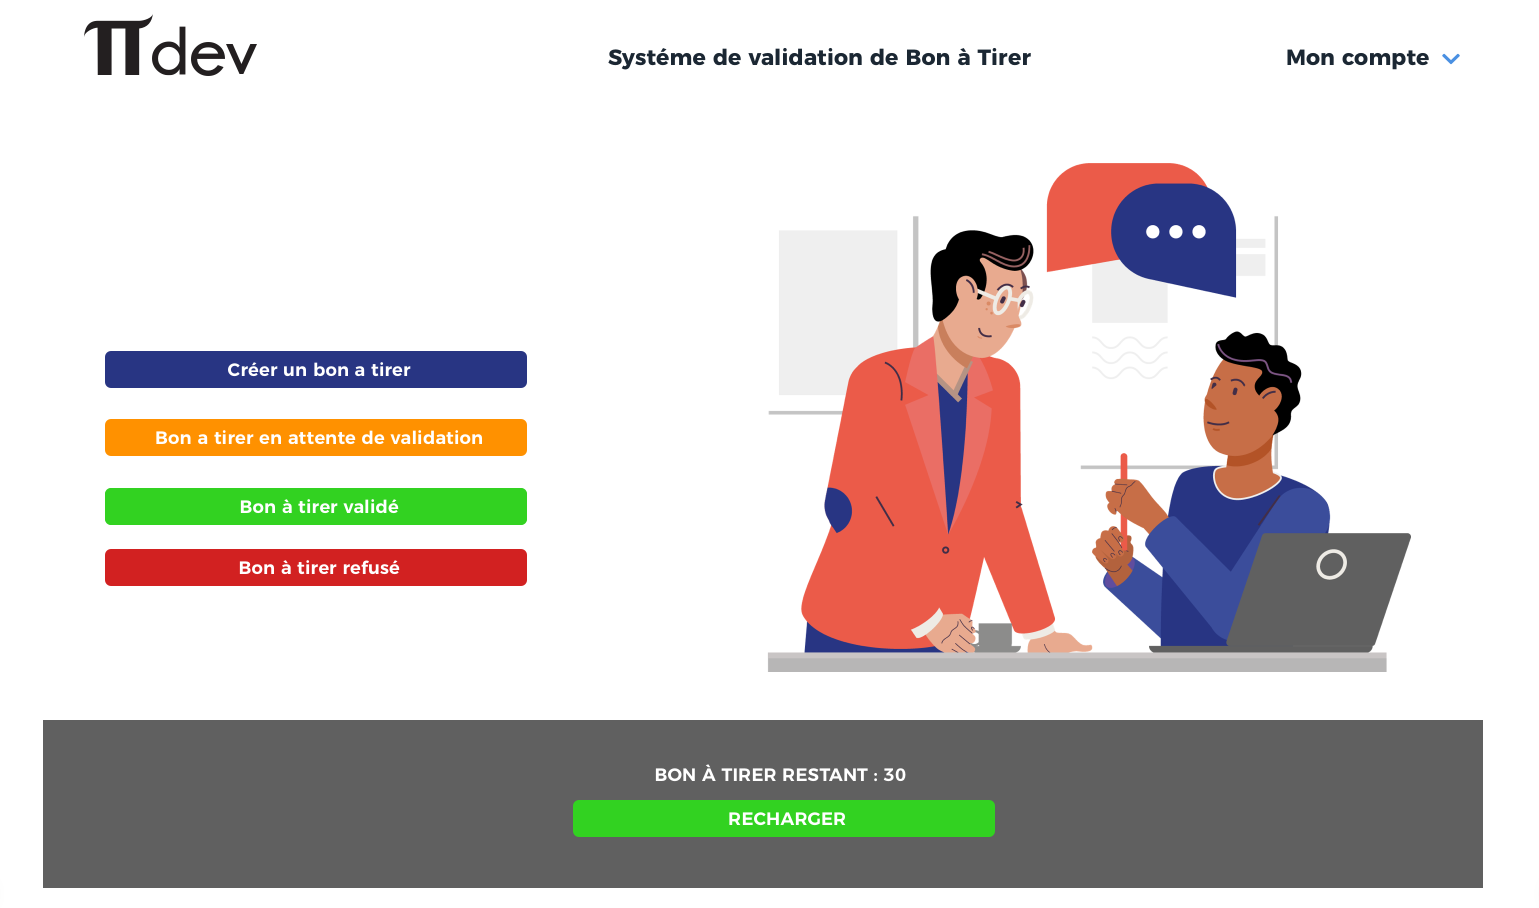 πdev
Systéme de validation de Bon à Tirer
Mon compte
Créer un bon a tirer
Bon a tirer en attente de validation
Bon à tirer validé
Bon à tirer refusé
BON À TIRER RESTANT : 30
RECHARGER